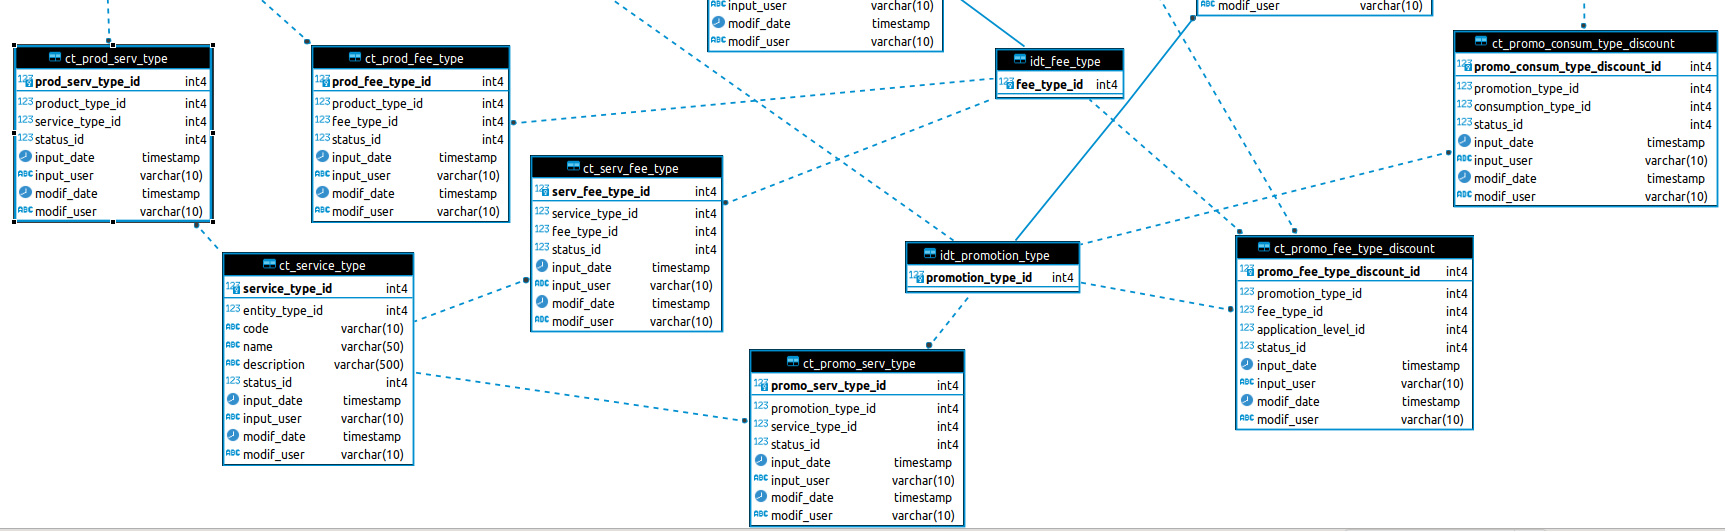 input_user varchar(10)
modif_date timestamp
modif_user varchar(10)
modif_user varchar(10)
ct_prod_serv_type
prod_serv_type_id int4
product_type_id int4
service_type_id int4
status_id int4
input_date timestamp
input_user varchar(10)
modif_date timestamp
modif_user varchar(10)
ct_prod_fee_type
prod_fee_type_id int4
product_type_id int4
fee_type_id int4
status_id int4
input_date timestamp
input_user varchar(10)
modif_date timestamp
modif_user varchar(10)
idt_fee_type
fee_type_id int4
ct_promo_consum_type_discount
promo_consum_type_discount_id int4
promotion_type_id int4
consumption_type_id int4
status_id int4
input_date timestamp
input_user varchar(10)
modif_date timestamp
modif_user varchar(10)
ct_serv_fee_type
serv_fee_type_id int4
service_type_id int4
fee_type_id int4
status_id int4
input_date timestamp
input_user varchar(10)
modif_date timestamp
modif_user varchar(10)
ct_service_type
service_type_id int4
entity_type_id int4
code varchar(10)
name varchar(50)
description varchar(500)
status_id int4
input_date timestamp
input_user varchar(10)
modif_date timestamp
modif_user varchar(10)
idt_promotion_type
promotion_type_id int4
ct_promo_fee_type_discount
promo_fee_type_discount_id int4
promotion_type_id int4
fee_type_id int4
application_level_id int4
status_id int4
input_date timestamp
input_user varchar(10)
modif_date timestamp
modif_user varchar(10)
ct_promo_serv_type
promo_serv_type_id int4
promotion_type_id int4
service_type_id int4
status_id int4
input_date timestamp
input_user varchar(10)
modif_date timestamp
modif_user varchar(10)